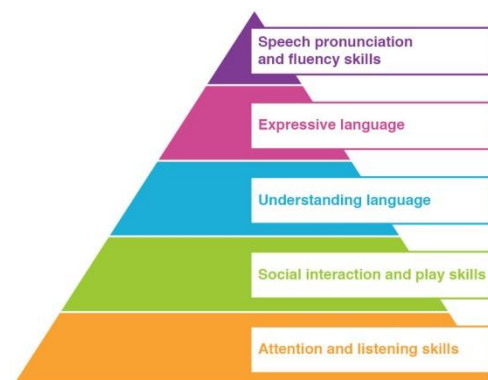 Speech pronunciation
and fluency skills
Expressive language
Understanding language
Social interaction and play skills
Attention and listening skills